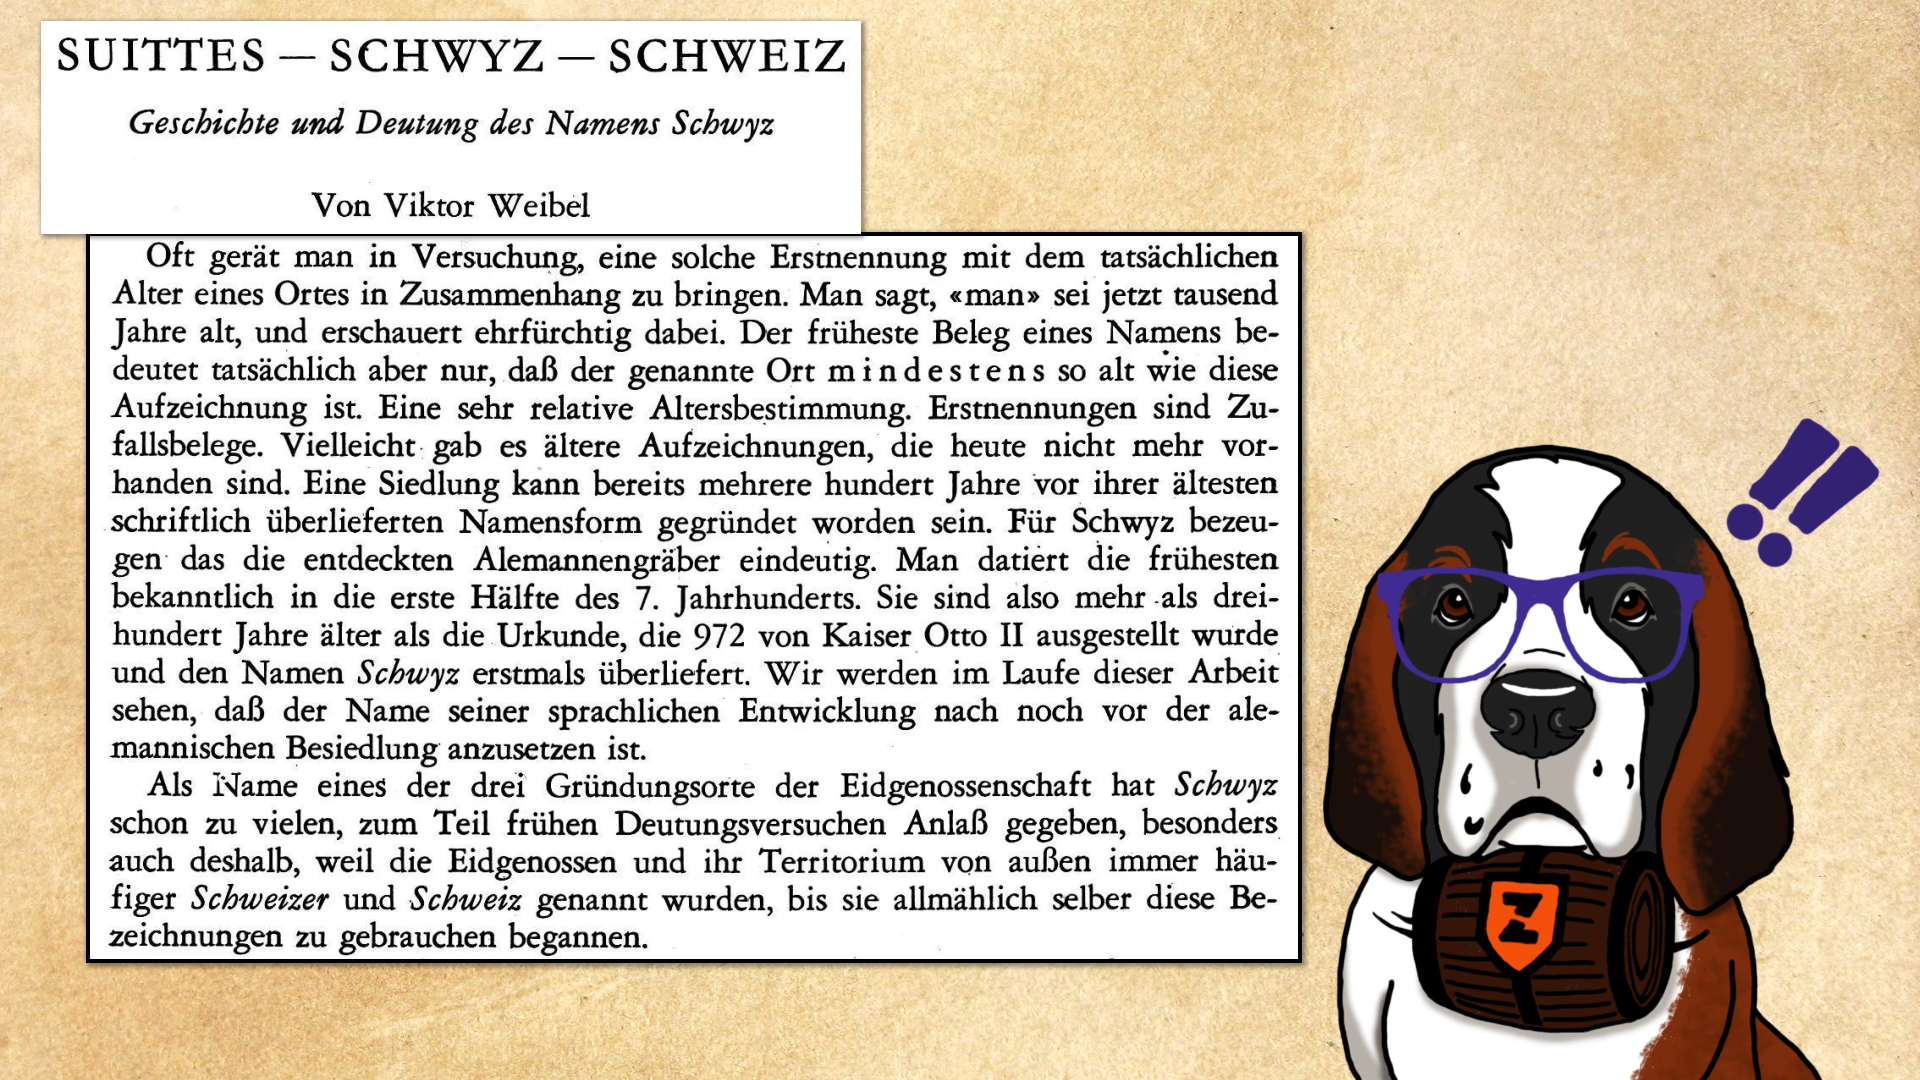 SUITTES — SCHWYZ — SCHWEIZ
Geschichte und Deutung des Namens Schwyz
Von Viktor Weibel
Oft gerät man in Versuchung, eine solche Erstnennung mit dem tatsächlichen
Alter eines Ortes in Zusammenhang zu bringen. Man sagt, «man» sei jetzt tausend
Jahre alt, und erschauert ehrfürchtig dabei. Der früheste Beleg eines Namens be-
deutet tatsächlich aber nur, daß der genannte Ort mindestens so alt wie diese
Aufzeichnung ist. Eine sehr relative Altersbestimmung. Erstnennungen sind Zu-
fallsbelege. Vielleicht gab es ältere Aufzeichnungen, die heute nicht mehr vor-
handen sind. Eine Siedlung kann bereits mehrere hundert Jahre vor ihrer ältesten
schriftlich überlieferten Namensform gegründet worden sein. Für Schwyz bezeu-
gen das die entdeckten Alemannengräber eindeutig. Man datiert die frühesten
bekanntlich in die erste Hälfte des 7. Jahrhunderts. Sie sind also mehr als drei-
hundert Jahre älter als die Urkunde, die 972 von Kaiser Otto II ausgestellt wurde
und den Namen Schwyz erstmals überliefert. Wir werden im Laufe dieser Arbeit
sehen, daß der Name seiner sprachlichen Entwicklung nach noch vor der ale-
mannischen Besiedlung anzusetzen ist.
Als Name eines der drei Gründungsorte der Eidgenossenschaft hat Schwyz
schon zu vielen, zum Teil frühen Deutungsversuchen Anlaß gegeben, besonders
auch deshalb, weil die Eidgenossen und ihr Territorium von außen immer häu-
figer Schweizer und Schweiz genannt wurden, bis sie allmählich selber diese Be-
zeichnungen zu gebrauchen begannen.
!!
Z